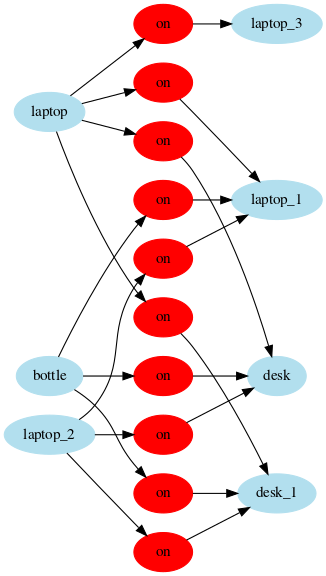 on
laptop_3
on
laptop
on
on
laptop_1
on
on
bottle
on
desk
laptop_2
on
on
desk_1
on